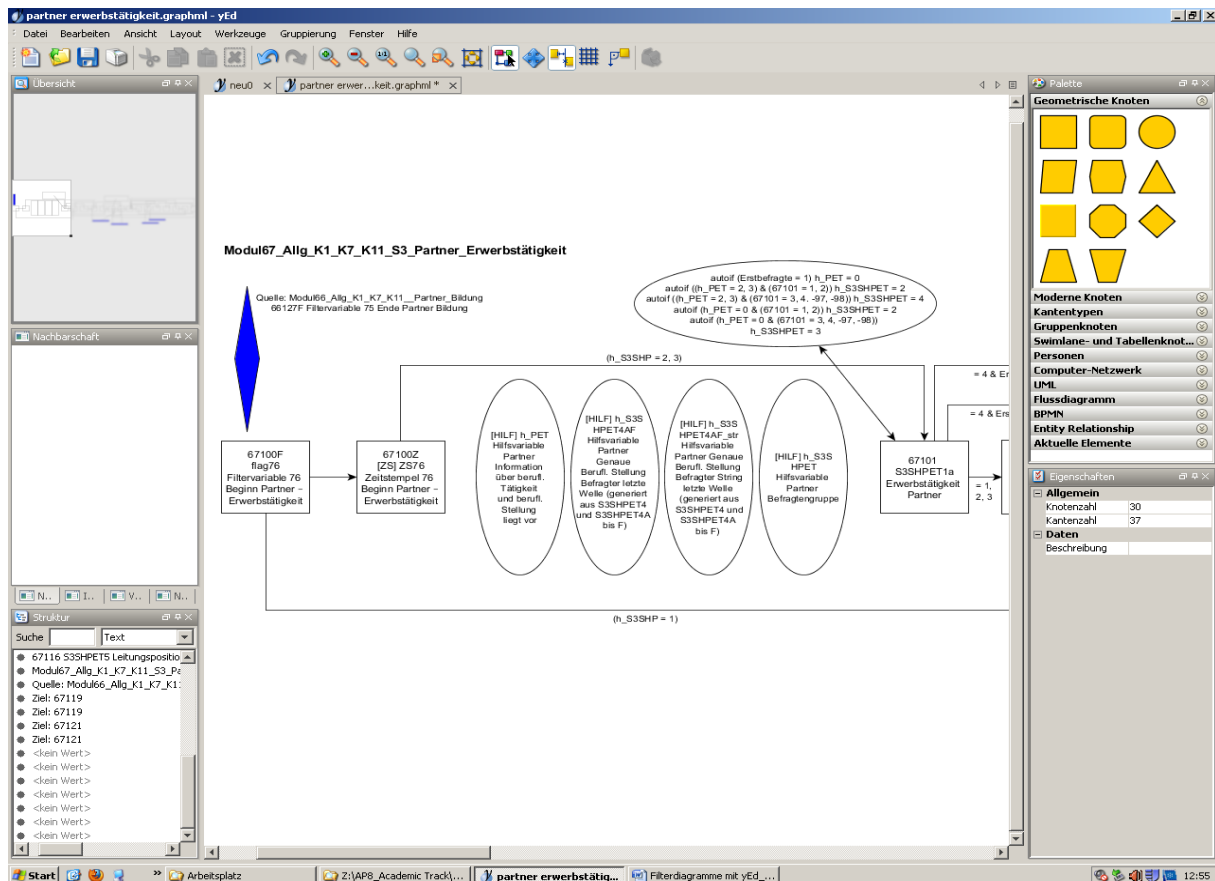 partner erwerbstätigkeit.graphml - yEd
Datei Bearbeiten Ansicht Layout Werkzeuge Gruppierung Fenster Hilfe
Übersicht
neu0
partner erwer...keit.graphml *
Palette
Geometrische Knoten
Moderne Knoten
Kantentypen
Gruppenknoten
Swimlane- und Tabellenknot...
Personen
Computer-Netzwerk
UML
Flussdiagramm
BPMN
Entity Relationship
Aktuelle Elemente
Nachbarschaft
N..
I..
V..
N..
Struktur
Suche
Text
67116 S3SHPET5 Leitungspositio
Modul67_Allg_K1_K7_K11_S3_Pa
Quelle: Modul66_Allg_K1_K7_K1
Ziel: 67119
Ziel: 67119
Ziel: 67121
Ziel: 67121
<kein Wert>
<kein Wert>
<kein Wert>
<kein Wert>
<kein Wert>
<kein Wert>
<kein Wert>
Modul67_Allg_K1_K7_K11_S3_Partner_Erwerbstätigkeit
Quelle: Modul66_Allg_K1_K7_K11__Partner_Bildung
66127F Filtervariable 75 Ende Partner Bildung
autoif (Erstbefragte = 1) h_PET = 0
autoif ((h_PET = 2, 3) & (67101 = 1, 2)) h_S3SHPET = 2
autoif ((h_PET = 2, 3) & (67101 = 3, 4, -97, -98)) h_S3SHPET = 4
autoif (h_PET = 0 & (67101 = 1, 2)) h_S3SHPET = 2
autoif (h_PET = 0 & (67101 = 3, 4, -97, -98))
h_S3SHPET = 3
(h_S3SHP = 2, 3)
= 4 & Er
= 4 & Ers
67100F
flag76
Filtervariable 76
Beginn Partner –
Erwerbstätigkeit
67100Z
[ZS] ZS76
Zeitstempel 76
Beginn Partner –
Erwerbstätigkeit
[HILF] h_PET
Hilfsvariable
Partner
Information
über berufl.
Tätigkeit
und berufl.
Stellung
liegt vor
[HILF] h_S3S
HPET4AF
Hilfsvariable
Partner
Genaue
Berufl. Stellung
Befragter letzte
Welle (generiert
aus S3SHPET4
und S3SHPET4A
bis F)
[HILF] h_S3S
HPET4AF_str
Hilfsvariable
Partner Genaue
Berufl. Stellung
Befragter String
letzte Welle
(generiert aus
S3SHPET4 und
S3SHPET4A
bis F)
[HILF] h_S3S
HPET
Hilfsvariable
Partner
Befragtengruppe
67101
S3SHPET1a
Erwerbstätigkeit
Partner
= 1,
2, 3
(h_S3SHP = 1)
Eigenschaften
Allgemein
Knotenzahl 30
Kantenzahl 37
Daten
Beschreibung
Start
»
Arbeitsplatz
Z:\AP8_Academic Track\...
partner erwerbstätig...
Filterdiagramme mit yEd_...
12:55